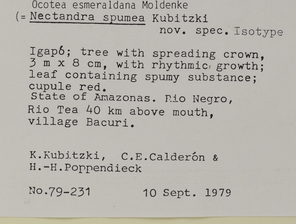 Ocotea esmeraldana Moldenke
(= Nectandra spumea Kubitzki
nov. spec. Isotype
Igapó; tree with spreading crown,
3 m x 8 cm, with rhythmic growth;
leaf containing spumy substance;
cupule red.
State of Amazonas. Rio Negro,
Rio Tea 40 km above mouth,
village Bacuri.
K.Kubitzki, C.E.Calderón &
H.-H.Poppendieck
No.79-231 10 Sept. 1979